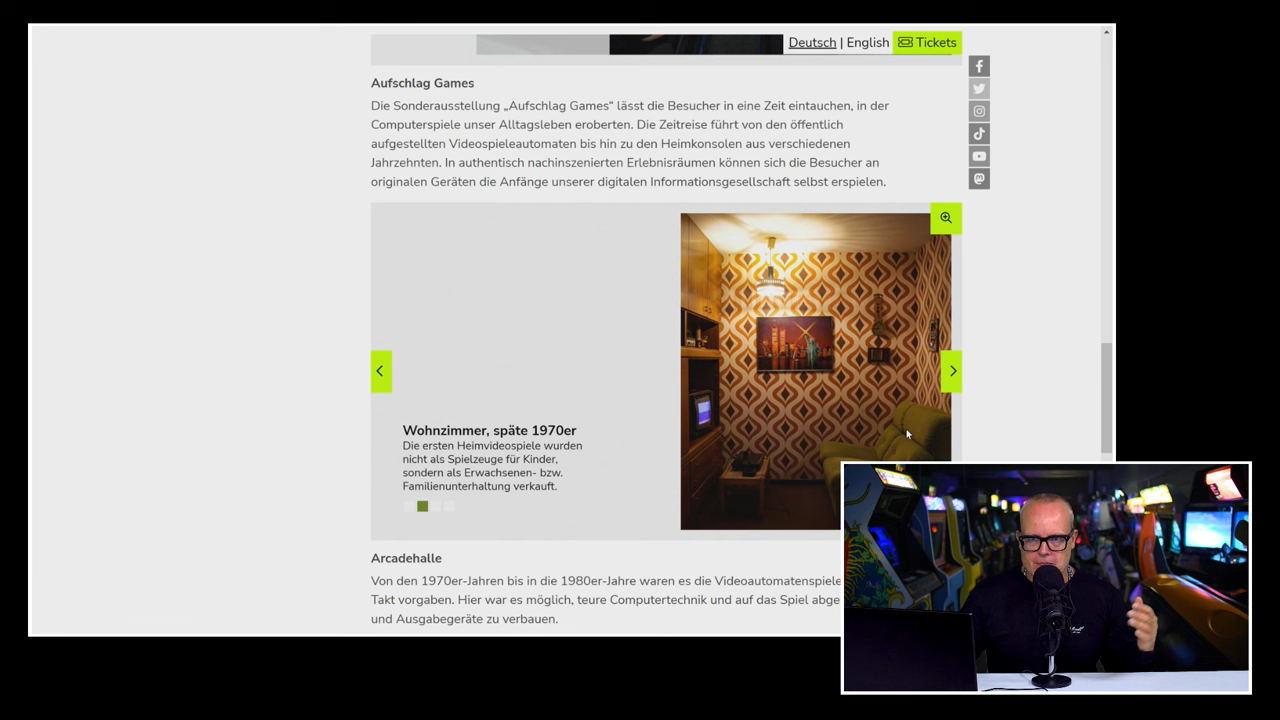 Deutsch | English Tickets
Aufschlag Games
Die Sonderausstellung „Aufschlag Games“ lässt die Besucher in eine Zeit eintauchen, in der
Computerspiele unser Alltagsleben eroberten. Die Zeitreise führt von den öffentlich
aufgestellten Videospieleautomaten bis hin zu den Heimkonsolen aus verschiedenen
Jahrzehnten. In authentisch nachinszenierten Erlebnisräumen können sich die Besucher an
originalen Geräten die Anfänge unserer digitalen Informationsgesellschaft selbst erspielen.
Wohnzimmer, späte 1970er
Die ersten Heimvideospiele wurden
nicht als Spielzeuge für Kinder,
sondern als Erwachsenen- bzw.
Familienunterhaltung verkauft.
Arcadehalle
Von den 1970er-Jahren bis in die 1980er-Jahre waren es die Videoautomatenspiele
Takt vorgaben. Hier war es möglich, teure Computertechnik und auf das Spiel abge
und Ausgabegeräte zu verbauen.